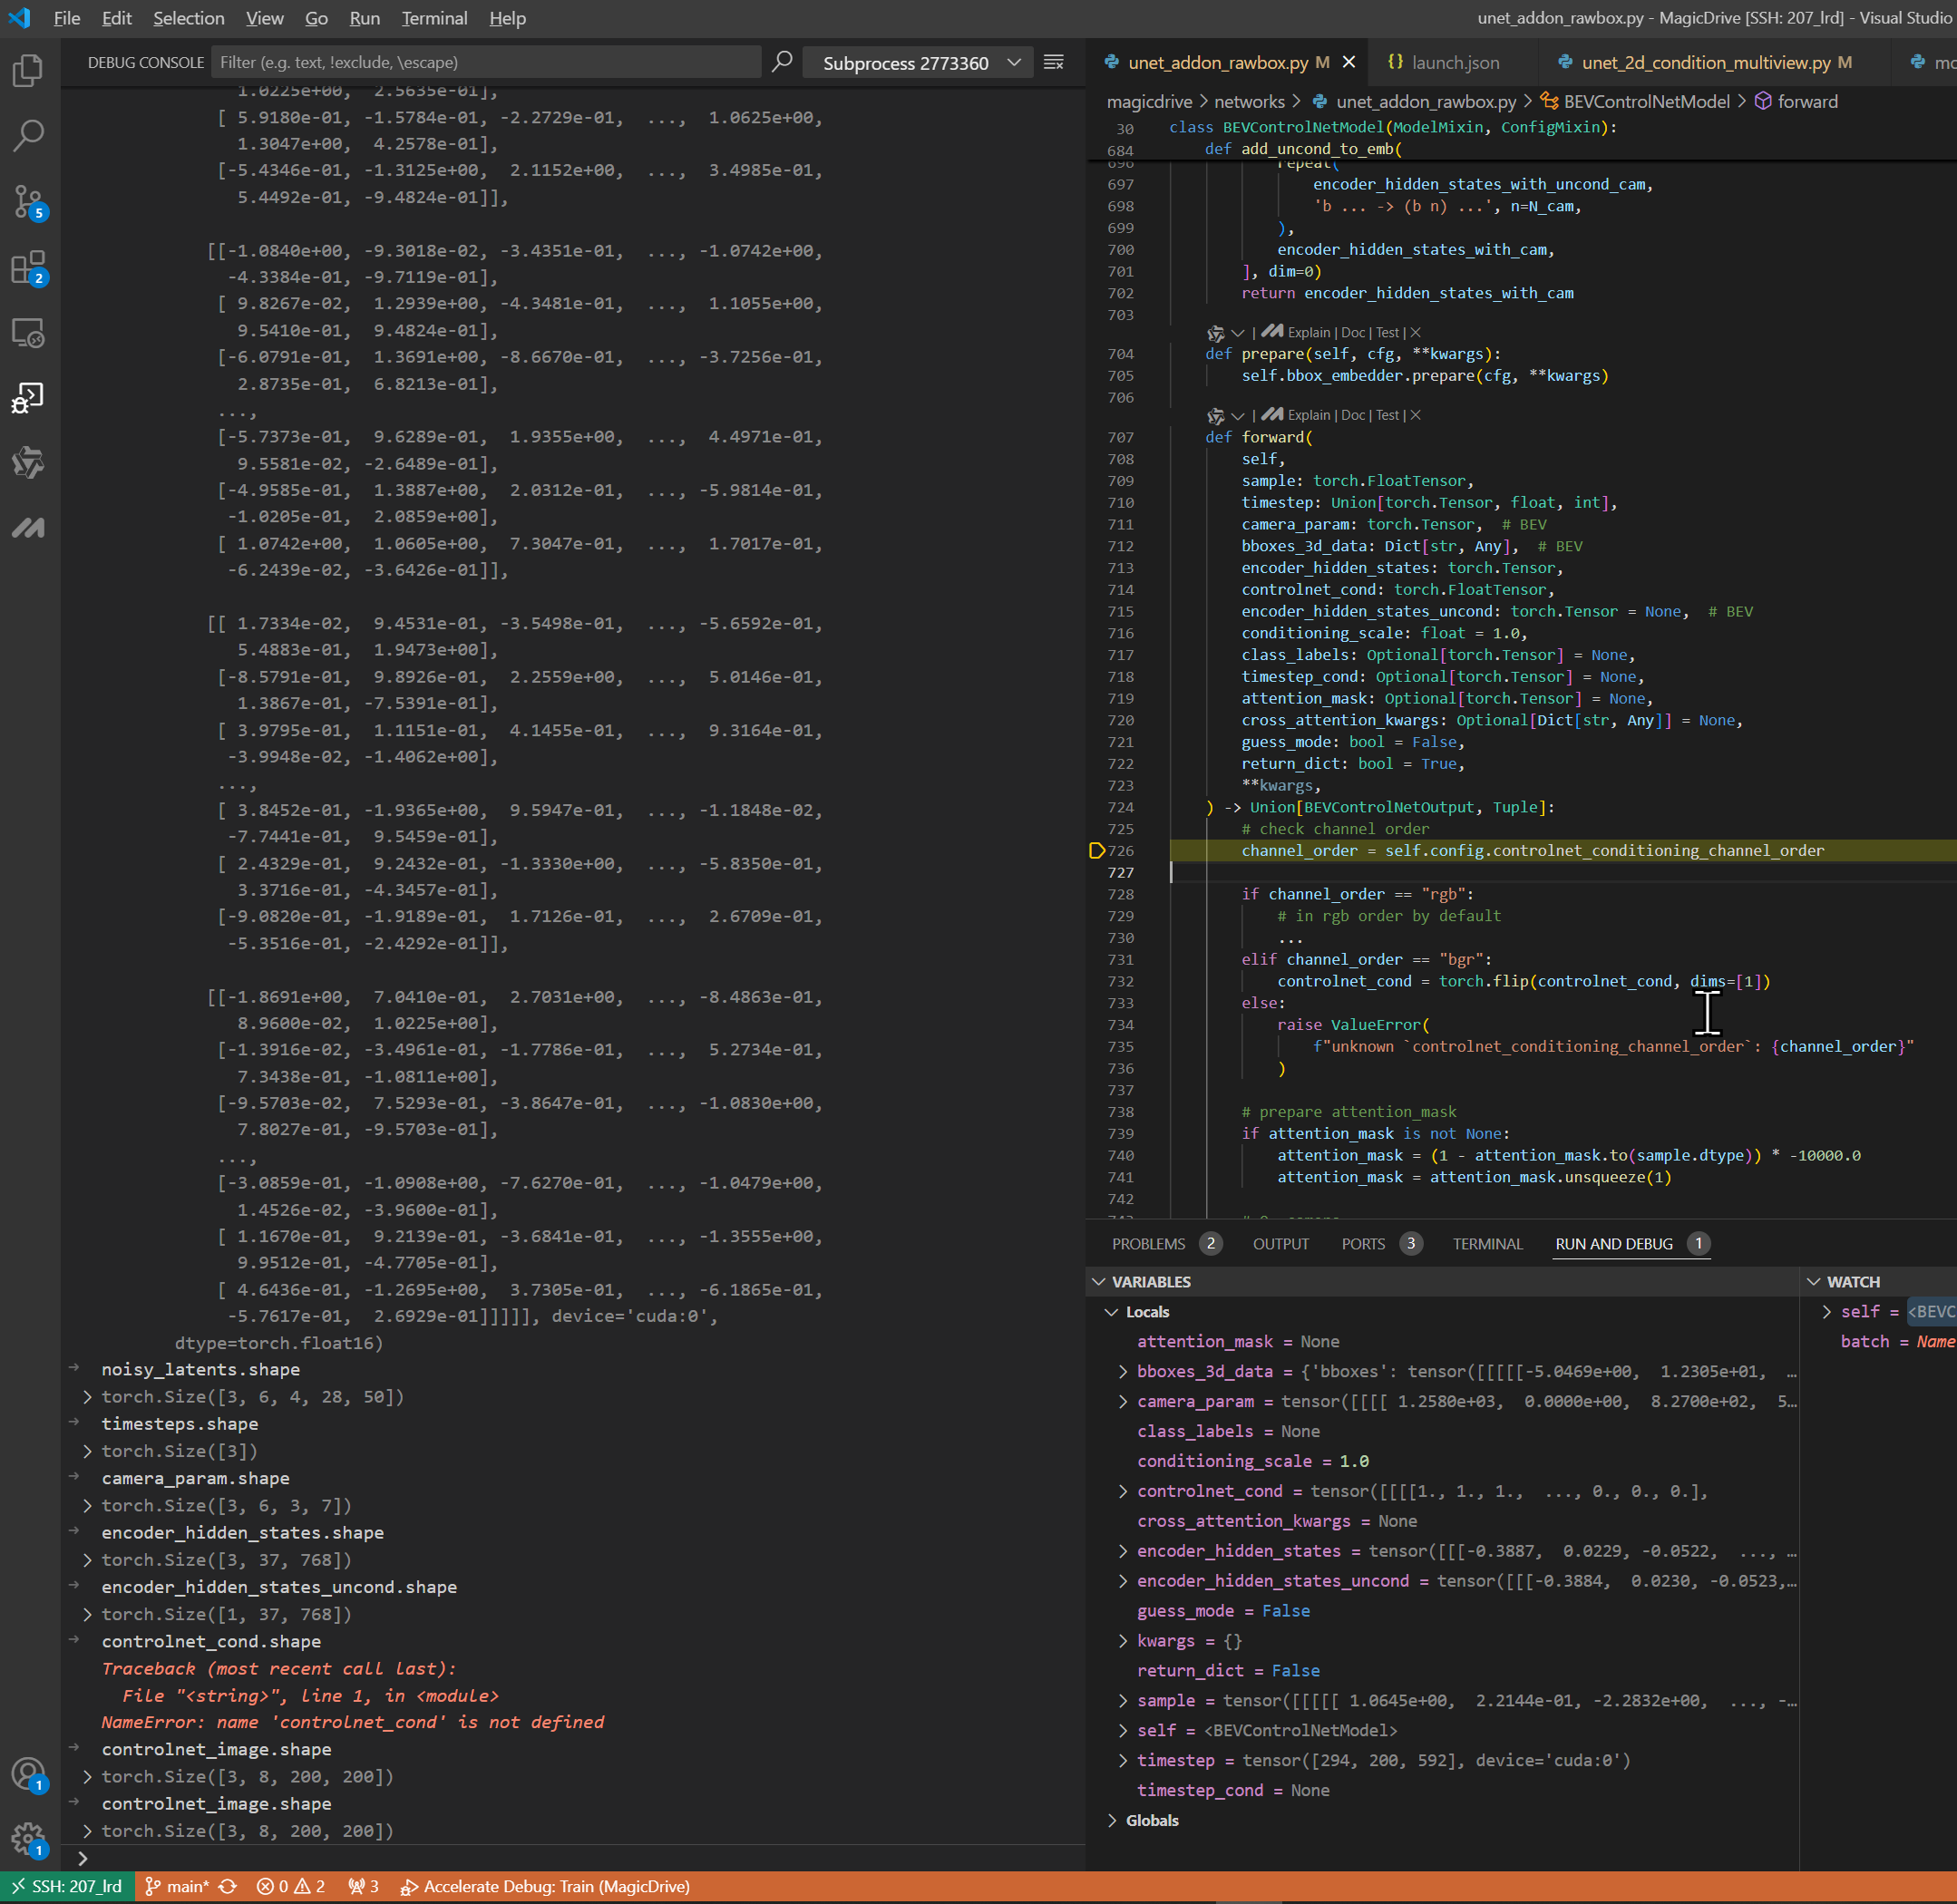 File Edit Selection View Go Run Terminal Help
unet_addon_rawbox.py - MagicDrive [SSH: 207_lrd] - Visual Studio
DEBUG CONSOLE
Filter (e.g. text, !exclude, \escape)
Subprocess 2773360
1.0225e+00, 2.5635e-01],
[ 5.9180e-01, -1.5784e-01, -2.2729e-01, ..., 1.0625e+00,
1.3047e+00, 4.2578e-01],
[-5.4346e-01, -1.3125e+00, 2.1152e+00, ..., 3.4985e-01,
5.4492e-01, -9.4824e-01]],
[[-1.0840e+00, -9.3018e-02, -3.4351e-01, ..., -1.0742e+00,
-4.3384e-01, -9.7119e-01],
[ 9.8267e-02, 1.2939e+00, -4.3481e-01, ..., 1.1055e+00,
9.5410e-01, 9.4824e-01],
[-6.0791e-01, 1.3691e+00, -8.6670e-01, ..., -3.7256e-01,
2.8735e-01, 6.8213e-01],
...,
[-5.7373e-01, 9.6289e-01, 1.9355e+00, ..., 4.4971e-01,
9.5581e-02, -2.6489e-01],
[-4.9585e-01, 1.3887e+00, 2.0312e-01, ..., -5.9814e-01,
-1.0205e-01, 2.0859e+00],
[ 1.0742e+00, 1.0605e+00, 7.3047e-01, ..., 1.7017e-01,
-6.2439e-02, -3.6426e-01]],
[[ 1.7334e-02, 9.4531e-01, -3.5498e-01, ..., -5.6592e-01,
5.4883e-01, 1.9473e+00],
[-8.5791e-01, 9.8926e-01, 2.2559e+00, ..., 5.0146e-01,
1.3867e-01, -7.5391e-01],
[ 3.9795e-01, 1.1151e-01, 4.1455e-01, ..., 9.3164e-01,
-3.9948e-02, -1.4062e+00],
...,
[ 3.8452e-01, -1.9365e+00, 9.5947e-01, ..., -1.1848e-02,
-7.7441e-01, 9.5459e-01],
[ 2.4329e-01, 9.2432e-01, -1.3330e+00, ..., -5.8350e-01,
3.3716e-01, -4.3457e-01],
[-9.0820e-01, -1.9189e-01, 1.7126e-01, ..., 2.6709e-01,
-5.3516e-01, -2.4292e-01]],
[[-1.8691e+00, 7.0410e-01, 2.7031e+00, ..., -8.4863e-01,
8.9600e-02, 1.0225e+00],
[-1.3916e-02, -3.4961e-01, -1.7786e-01, ..., 5.2734e-01,
7.3438e-01, -1.0811e+00],
[-9.5703e-02, 7.5293e-01, -3.8647e-01, ..., -1.0830e+00,
7.8027e-01, -9.5703e-01],
...,
[-3.0859e-01, -1.0908e+00, -7.6270e-01, ..., -1.0479e+00,
1.4526e-02, -3.9600e-01],
[ 1.1670e-01, 9.2139e-01, -3.6841e-01, ..., -1.3555e+00,
9.9512e-01, -4.7705e-01],
[ 4.6436e-01, -1.2695e+00, 3.7305e-01, ..., -6.1865e-01,
-5.7617e-01, 2.6929e-01]]]]], device='cuda:0',
dtype=torch.float16)
noisy_latents.shape
torch.Size([3, 6, 4, 28, 50])
timesteps.shape
torch.Size([3])
camera_param.shape
torch.Size([3, 6, 3, 7])
encoder_hidden_states.shape
torch.Size([3, 37, 768])
encoder_hidden_states_uncond.shape
torch.Size([1, 37, 768])
controlnet_cond.shape
Traceback (most recent call last):
File "<string>", line 1, in <module>
NameError: name 'controlnet_cond' is not defined
controlnet_image.shape
torch.Size([3, 8, 200, 200])
controlnet_image.shape
torch.Size([3, 8, 200, 200])
unet_addon_rawbox.py M
launch.json
unet_2d_condition_multiview.py M
magicdrive > networks > unet_addon_rawbox.py > BEVControlNetModel > forward
30 class BEVControlNetModel(ModelMixin, ConfigMixin):
684 def add_uncond_to_emb(
696 repeat(
697 encoder_hidden_states_with_uncond_cam,
698 'b ... -> (b n) ...', n=N_cam,
699 ),
700 encoder_hidden_states_with_cam,
701 ], dim=0)
702 return encoder_hidden_states_with_cam
703
| Explain | Doc | Test | X
704 def prepare(self, cfg, **kwargs):
705 self.bbox_embedder.prepare(cfg, **kwargs)
706
| Explain | Doc | Test | X
707 def forward(
708 self,
709 sample: torch.FloatTensor,
710 timestep: Union[torch.Tensor, float, int],
711 camera_param: torch.Tensor, # BEV
712 bboxes_3d_data: Dict[str, Any], # BEV
713 encoder_hidden_states: torch.Tensor,
714 controlnet_cond: torch.FloatTensor,
715 encoder_hidden_states_uncond: torch.Tensor = None, # BEV
716 conditioning_scale: float = 1.0,
717 class_labels: Optional[torch.Tensor] = None,
718 timestep_cond: Optional[torch.Tensor] = None,
719 attention_mask: Optional[torch.Tensor] = None,
720 cross_attention_kwargs: Optional[Dict[str, Any]] = None,
721 guess_mode: bool = False,
722 return_dict: bool = True,
723 **kwargs,
724 ) -> Union[BEVControlNetOutput, Tuple]:
725 # check channel order
726 channel_order = self.config.controlnet_conditioning_channel_order
727
728 if channel_order == "rgb":
729 # in rgb order by default
730 ...
731 elif channel_order == "bgr":
732 controlnet_cond = torch.flip(controlnet_cond, dims=[1])
733 else:
734 raise ValueError(
735 f"unknown `controlnet_conditioning_channel_order`: {channel_order}"
736 )
737
738 # prepare attention_mask
739 if attention_mask is not None:
740 attention_mask = (1 - attention_mask.to(sample.dtype)) * -10000.0
741 attention_mask = attention_mask.unsqueeze(1)
742
PROBLEMS 2 OUTPUT PORTS 3 TERMINAL RUN AND DEBUG 1
VARIABLES
Locals
attention_mask = None
bboxes_3d_data = {'bboxes': tensor([[[[[-5.0469e+00, 1.2305e+01, …
camera_param = tensor([[[[ 1.2580e+03, 0.0000e+00, 8.2700e+02, 5…
class_labels = None
conditioning_scale = 1.0
controlnet_cond = tensor([[[[1., 1., 1., ..., 0., 0., 0.],
cross_attention_kwargs = None
encoder_hidden_states = tensor([[[-0.3887, 0.0229, -0.0522, ..., …
encoder_hidden_states_uncond = tensor([[[-0.3884, 0.0230, -0.0523,…
guess_mode = False
kwargs = {}
return_dict = False
sample = tensor([[[[[ 1.0645e+00, 2.2144e-01, -2.2832e+00, ..., -…
self = <BEVControlNetModel>
timestep = tensor([294, 200, 592], device='cuda:0')
timestep_cond = None
Globals
WATCH
self = <BEVC
batch = Name
5
2
1
1
SSH: 207_lrd main* 0 2 3 Accelerate Debug: Train (MagicDrive)